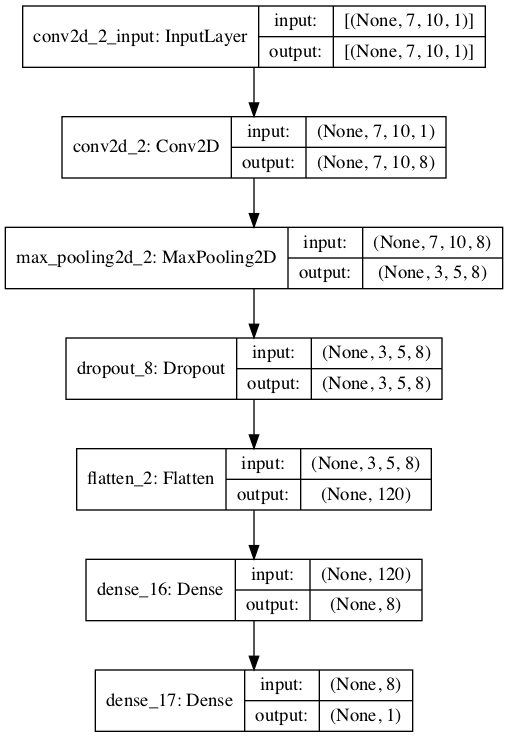 conv2d_2_input: InputLayer
input:
[(None, 7, 10, 1)]
output:
[(None, 7, 10, 1)]
conv2d_2: Conv2D
input:
(None, 7, 10, 1)
output:
(None, 7, 10, 8)
max_pooling2d_2: MaxPooling2D
input:
(None, 7, 10, 8)
output:
(None, 3, 5, 8)
dropout_8: Dropout
input:
(None, 3, 5, 8)
output:
(None, 3, 5, 8)
flatten_2: Flatten
input:
(None, 3, 5, 8)
output:
(None, 120)
dense_16: Dense
input:
(None, 120)
output:
(None, 8)
dense_17: Dense
input:
(None, 8)
output:
(None, 1)